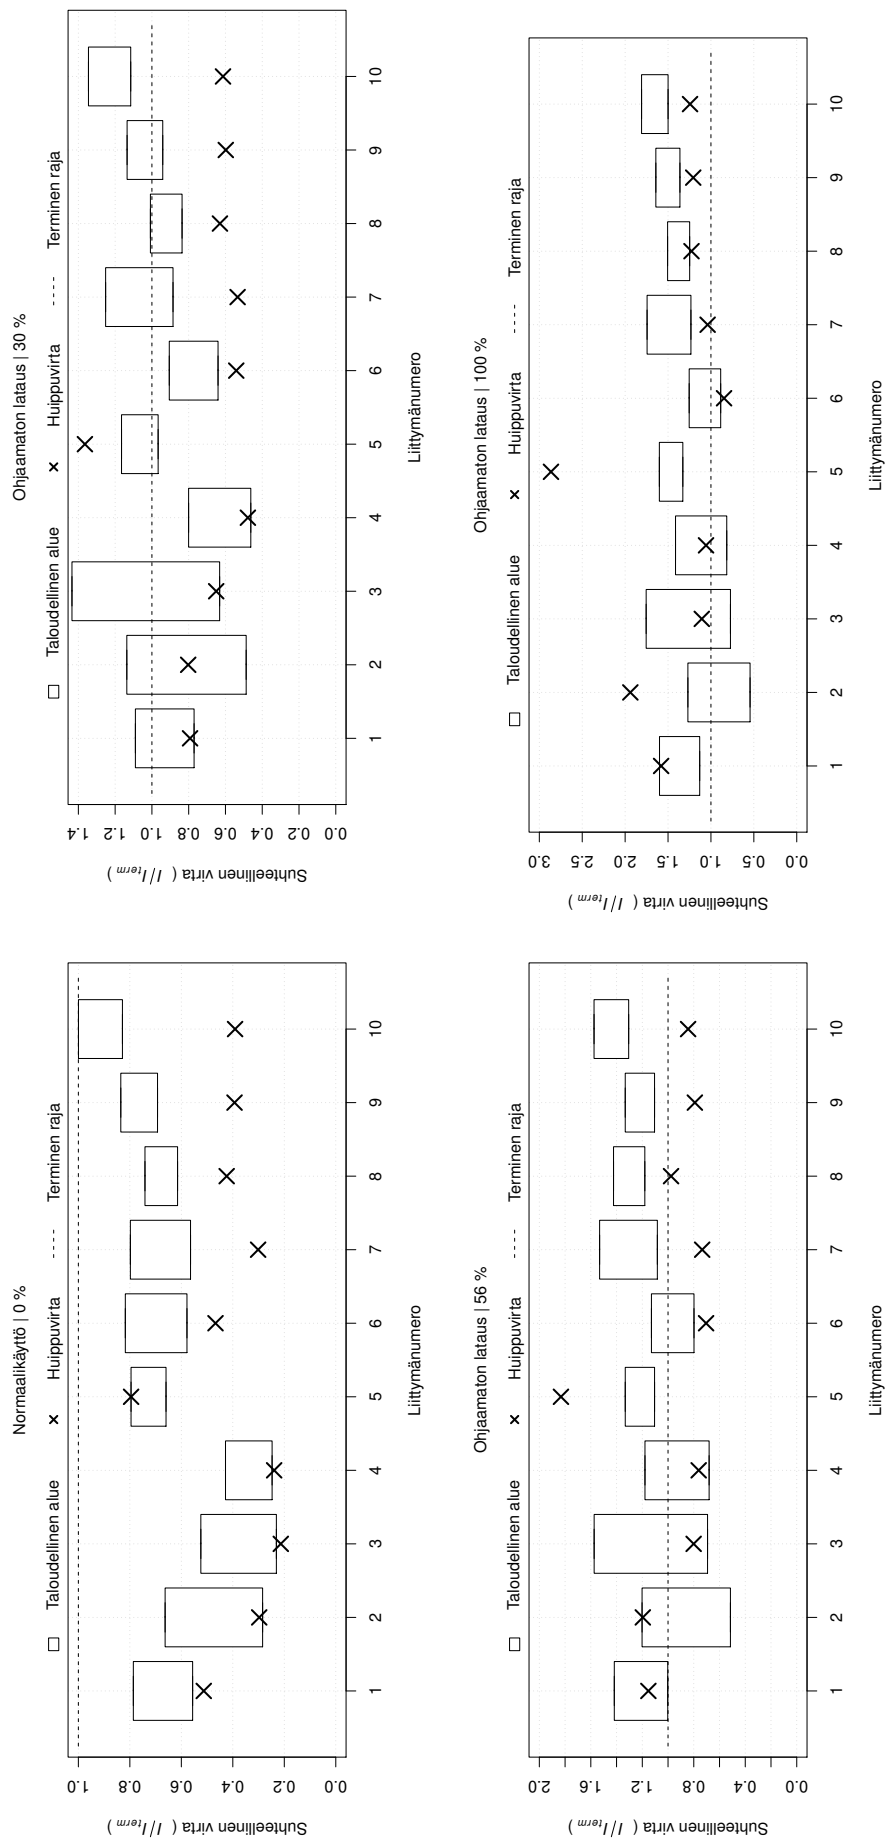 Normaalikäyttö | 0 %
Taloudellinen alue Huippuvirta Terminen raja
Suhteellinen virta ( I/I_term )
1.0
0.8
0.6
0.4
0.2
0.0
1 2 3 4 5 6 7 8 9 10
Liittymänumero
Ohjaamaton lataus | 30 %
Taloudellinen alue Huippuvirta Terminen raja
Suhteellinen virta ( I/I_term )
1.4
1.2
1.0
0.8
0.6
0.4
0.2
0.0
1 2 3 4 5 6 7 8 9 10
Liittymänumero
Ohjaamaton lataus | 56 %
Taloudellinen alue Huippuvirta Terminen raja
Suhteellinen virta ( I/I_term )
2.0
1.6
1.2
0.8
0.4
0.0
1 2 3 4 5 6 7 8 9 10
Liittymänumero
Ohjaamaton lataus | 100 %
Taloudellinen alue Huippuvirta Terminen raja
Suhteellinen virta ( I/I_term )
3.0
2.5
2.0
1.5
1.0
0.5
0.0
1 2 3 4 5 6 7 8 9 10
Liittymänumero